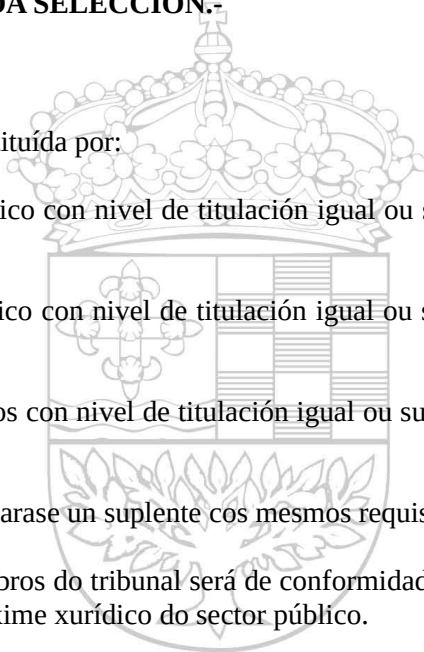 DA SELECCIÓN.-
tituída por:
ico con nivel de titulación igual ou s
ico con nivel de titulación igual ou s
os con nivel de titulación igual ou su
arase un suplente cos mesmos requis
bros do tribunal será de conformidad
xime xurídico do sector público.